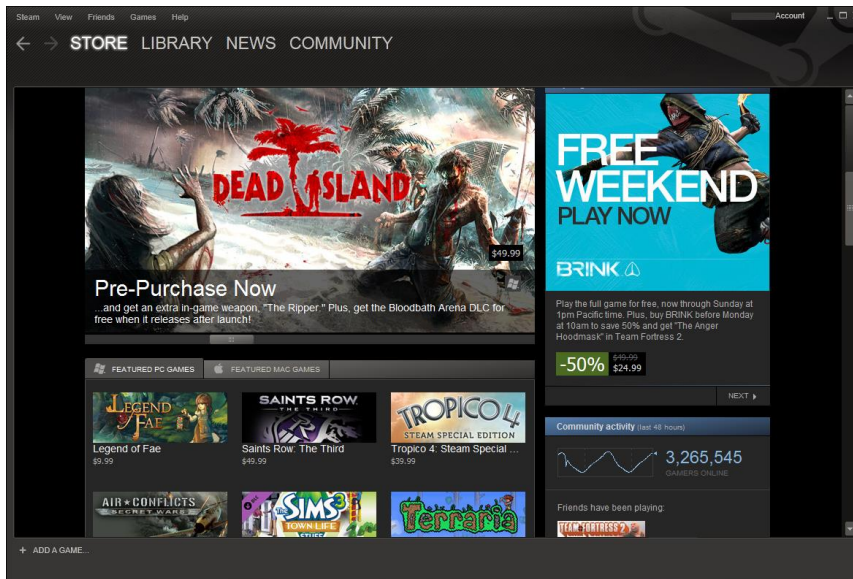 Steam View Friends Games Help
Account
STORE LIBRARY NEWS COMMUNITY
DEAD ISLAND
$49.99
Pre-Purchase Now
...and get an extra in-game weapon, "The Ripper." Plus, get the Bloodbath Arena DLC for
free when it releases after launch!
FREE
WEEKEND
PLAY NOW
BRINK
Play the full game for free, now through Sunday at
1pm Pacific time. Plus, buy BRINK before Monday
at 10am to save 50% and get "The Anger
Hoodmask" in Team Fortress 2.
-50%
$49.99
$24.99
NEXT
FEATURED PC GAMES
FEATURED MAC GAMES
LEGEND
OF FAE
Legend of Fae
$9.99
SAINTS ROW
THE THIRD
Saints Row: The Third
$49.99
TROPICO 4
STEAM SPECIAL EDITION
Tropico 4: Steam Special ...
$39.99
AIR CONFLICTS
SECRET WARS
THE SIMS 3
TOWN LIFE
STUFF
Terraria
Community activity (last 48 hours)
3,265,545
GAMERS ONLINE
Friends have been playing:
TEAM FORTRESS 2
+ ADD A GAME...